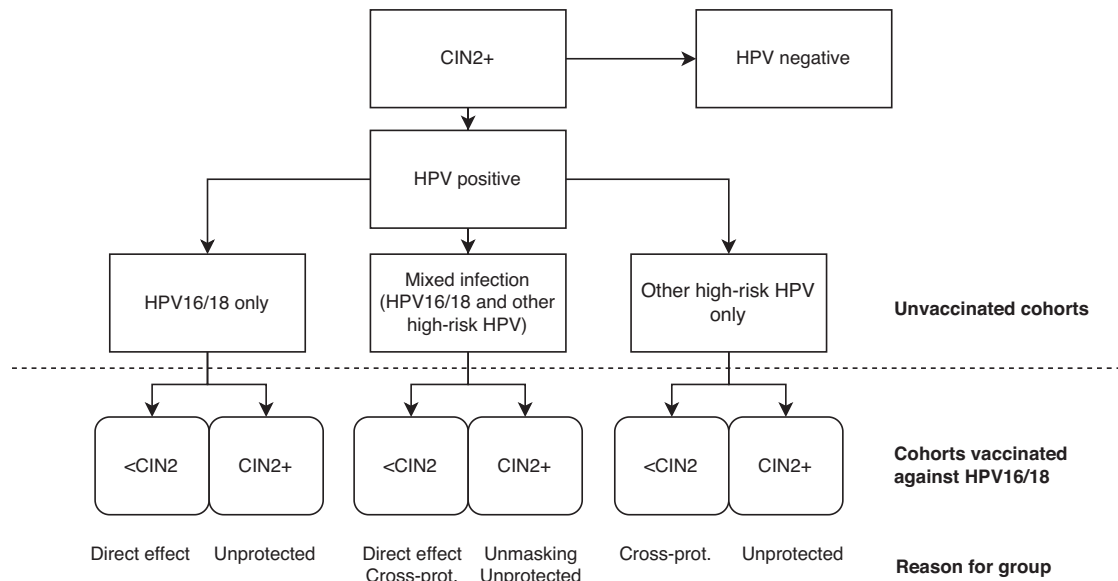 CIN2+
HPV negative
HPV positive
HPV16/18 only
Mixed infection
(HPV16/18 and other
high-risk HPV)
Other high-risk HPV
only
Unvaccinated cohorts
<CIN2
CIN2+
<CIN2
CIN2+
<CIN2
CIN2+
Cohorts vaccinated
against HPV16/18
Direct effect
Unprotected
Direct effect
Cross-prot.
Unmasking
Unprotected
Cross-prot.
Unprotected
Reason for group